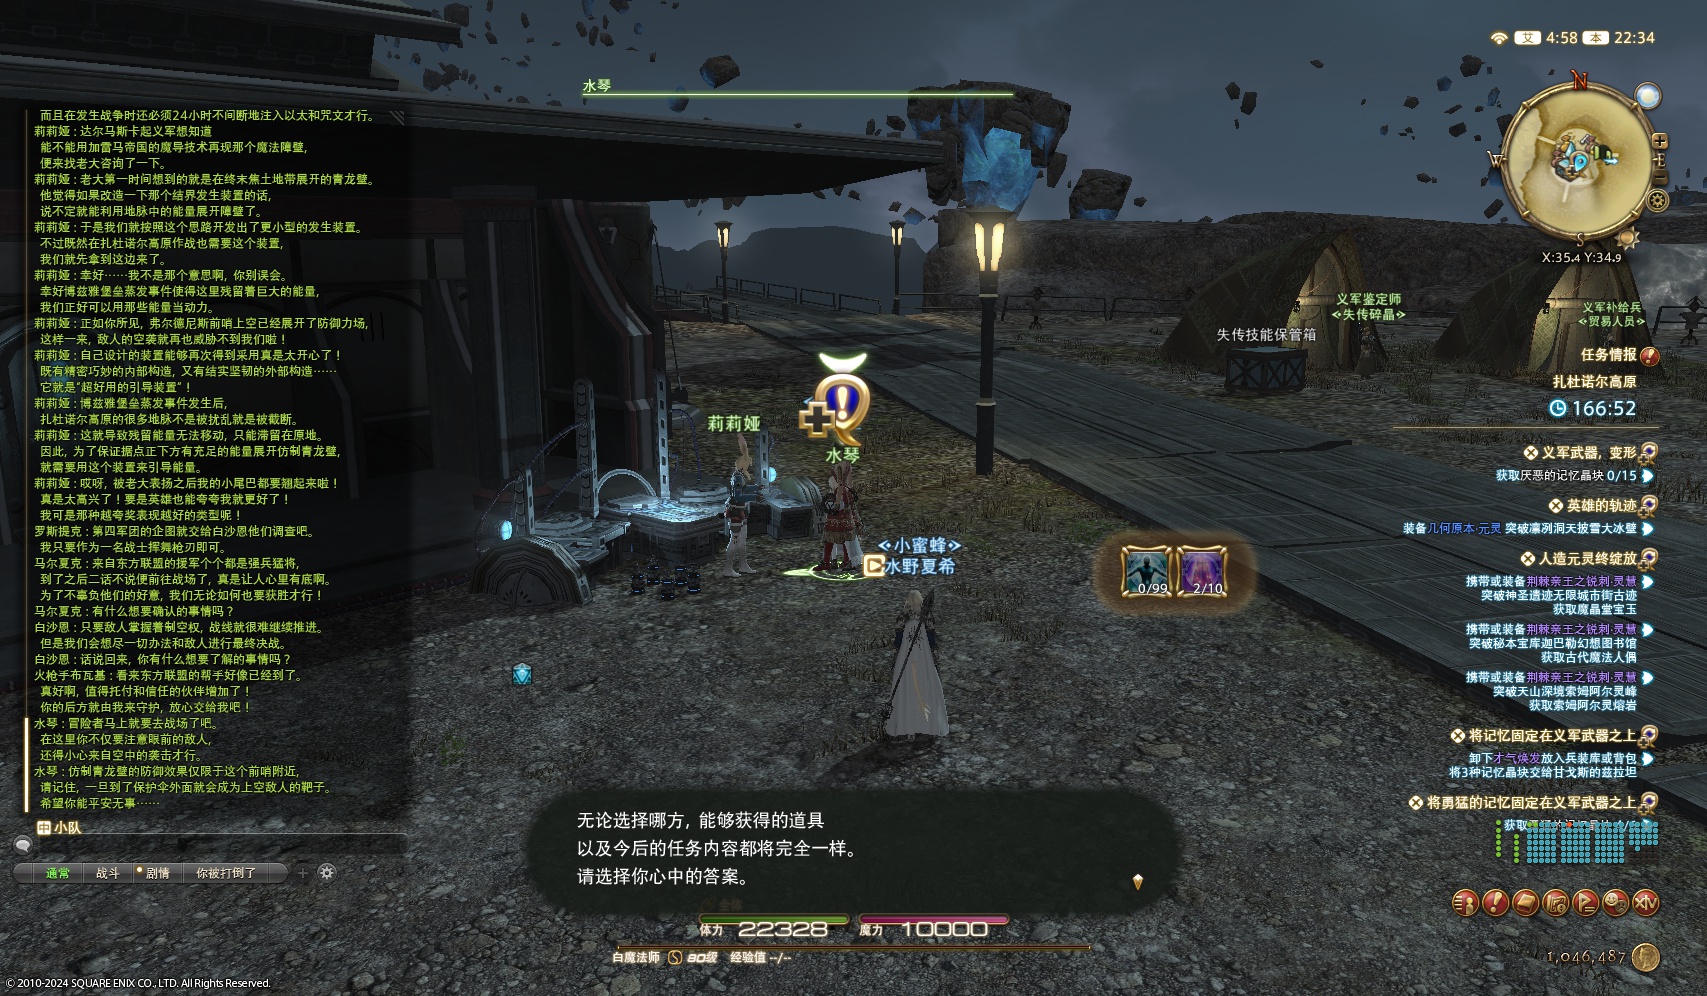 艾 4:58 本 22:34
水琴
N
W
E
S
X:35.4 Y:34.9
而且在发生战争时还必须24小时不间断地注入以太和咒文才行。
莉莉娅：达尔马斯卡起义军想知道
能不能用加雷马帝国的魔导技术再现那个魔法障壁，
便来找老大咨询了一下。
莉莉娅：老大第一时间想到的就是在终末焦土地带展开的青龙壁。
他觉得如果改造一下那个结界发生装置的话，
说不定就能利用地脉中的能量展开障壁了。
莉莉娅：于是我们就按照这个思路开发出了更小型的发生装置。
不过既然在扎杜诺尔高原作战也需要这个装置，
我们就先拿到这边来了。
莉莉娅：幸好……我不是那个意思啊，你别误会。
幸好博兹雅堡垒蒸发事件使得这里残留着巨大的能量，
我们正好可以用那些能量当动力。
莉莉娅：正如你所见，弗尔德尼斯前哨上空已经展开了防御力场，
这样一来，敌人的空袭就再也威胁不到我们啦！
莉莉娅：自己设计的装置能够再次得到采用真是太开心了！
既有精密巧妙的内部构造，又有结实坚韧的外部构造……
它就是“超好用的引导装置”！
莉莉娅：博兹雅堡垒蒸发事件发生后，
扎杜诺尔高原的很多地脉不是被扰乱就是被截断。
莉莉娅：这就导致残留能量无法移动，只能滞留在原地。
因此，为了保证据点正下方有充足的能量展开仿制青龙壁，
就需要用这个装置来引导能量。
莉莉娅：哎呀，被老大表扬之后我的小尾巴都要翘起来啦！
真是太高兴了！要是英雄也能夸夸我就更好了！
我可是那种越夸奖表现越好的类型呢！
罗斯提克：第四军团的企图就交给白沙恩他们调查吧。
我只要作为一名战士挥舞枪刃即可。
马尔夏克：来自东方联盟的援军个个都是强兵猛将，
到了之后二话不说便前往战场了，真是让人心里有底啊。
为了不辜负他们的好意，我们无论如何也要获胜才行！
马尔夏克：有什么想要确认的事情吗？
白沙恩：只要敌人掌握着制空权，战线就很难继续推进。
但是我们会想尽一切办法和敌人进行最终决战。
白沙恩：话说回来，你有什么想要了解的事情吗？
火枪手布瓦基：看来东方联盟的帮手好像已经到了。
真好啊，值得托付和信任的伙伴增加了！
你的后方就由我来守护，放心交给我吧！
水琴：冒险者马上就要去战场了吧。
在这里你不仅要注意眼前的敌人，
还得小心来自空中的袭击才行。
水琴：仿制青龙壁的防御效果仅限于这个前哨附近，
请记住，一旦到了保护伞外面就会成为上空敌人的靶子。
希望你能平安无事……
小队
通常
战斗
剧情
你被打倒了
莉莉娅
水琴
«小蜜蜂»
水野夏希
失传技能保管箱
义军鉴定师
<失传碎晶>
义军补给兵
<贸易人员>
0/99
2/10
任务情报
扎杜诺尔高原
166:52
义军武器，变形
获取厌恶的记忆晶块 0/15
英雄的轨迹
装备几何原本·元灵 突破凛冽洞天披雪大冰壁
人造元灵终绽放
携带或装备荆棘亲王之锐刺·灵慧
突破神圣遗迹无限城市街古迹
获取魔晶堂宝玉
携带或装备荆棘亲王之锐刺·灵慧
突破秘本宝库迦巴勒幻想图书馆
获取古代魔法人偶
携带或装备荆棘亲王之锐刺·灵慧
突破天山深境索姆阿尔灵峰
获取索姆阿尔灵熔岩
将记忆固定在义军武器之上
卸下才气焕发放入兵装库或背包
将3种记忆晶块交给甘戈斯的兹拉坦
将勇猛的记忆固定在义军武器之上
获取
无论选择哪方，能够获得的道具
以及今后的任务内容都将完全一样。
请选择你心中的答案。
体力 22328 魔力 10000
白魔法师 80级 经验值 --/--
1,046,487
© 2010-2024 SQUARE ENIX CO., LTD. All Rights Reserved.